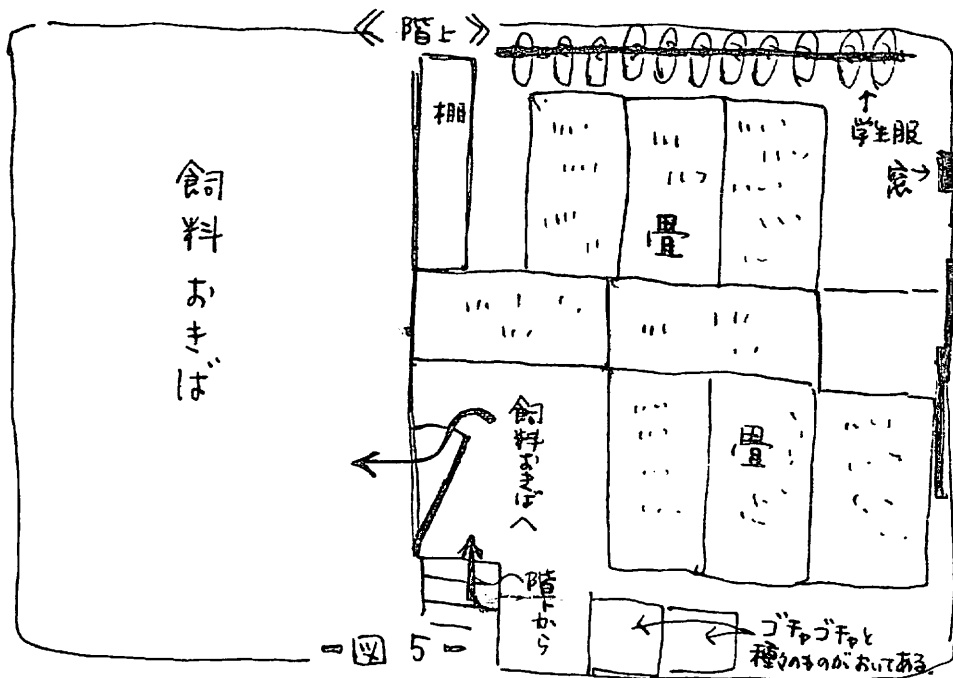 ≪ 階上 ≫
棚
学生服
窓
飼料おきば
畳
畳
飼料おきばへ
階下から
ゴチャゴチャと
種々のものがおいてある。
－図 5－